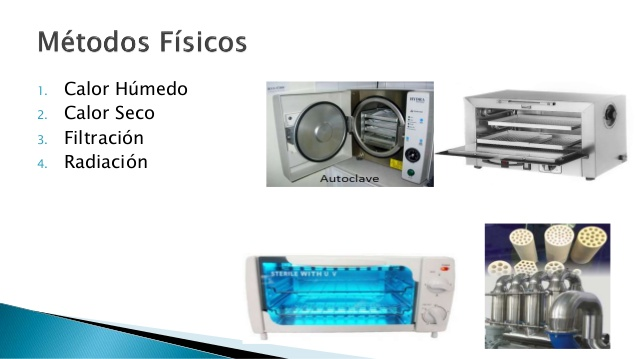 Métodos Físicos
1. Calor Húmedo
2. Calor Seco
3. Filtración
4. Radiación
Autoclave
STERILE WITH U.V